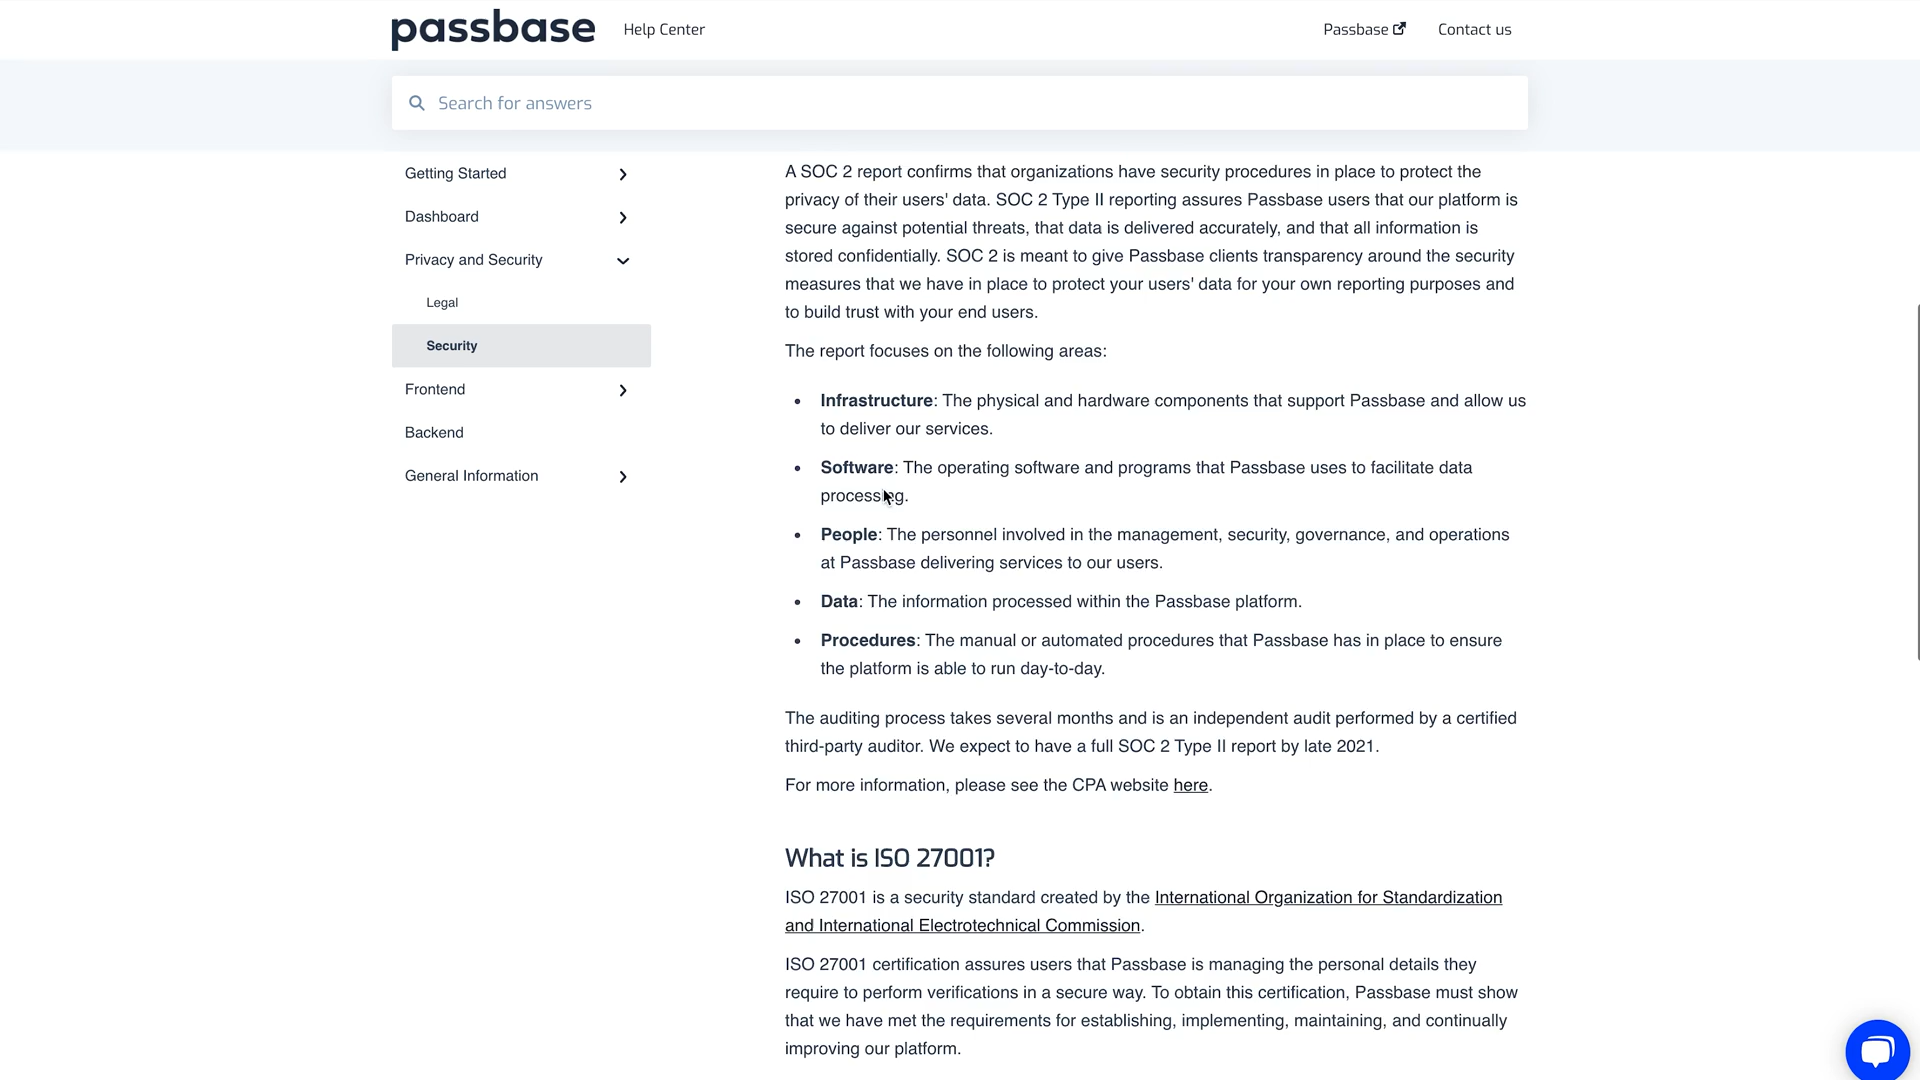 passbase
Help Center
Passbase
Contact us
Search for answers
Getting Started
Dashboard
Privacy and Security
Legal
Security
Frontend
Backend
General Information
A SOC 2 report confirms that organizations have security procedures in place to protect the
privacy of their users' data. SOC 2 Type II reporting assures Passbase users that our platform is
secure against potential threats, that data is delivered accurately, and that all information is
stored confidentially. SOC 2 is meant to give Passbase clients transparency around the security
measures that we have in place to protect your users' data for your own reporting purposes and
to build trust with your end users.
The report focuses on the following areas:
• Infrastructure: The physical and hardware components that support Passbase and allow us
to deliver our services.
• Software: The operating software and programs that Passbase uses to facilitate data
processing.
• People: The personnel involved in the management, security, governance, and operations
at Passbase delivering services to our users.
• Data: The information processed within the Passbase platform.
• Procedures: The manual or automated procedures that Passbase has in place to ensure
the platform is able to run day-to-day.
The auditing process takes several months and is an independent audit performed by a certified
third-party auditor. We expect to have a full SOC 2 Type II report by late 2021.
For more information, please see the CPA website here.
What is ISO 27001?
ISO 27001 is a security standard created by the International Organization for Standardization
and International Electrotechnical Commission.
ISO 27001 certification assures users that Passbase is managing the personal details they
require to perform verifications in a secure way. To obtain this certification, Passbase must show
that we have met the requirements for establishing, implementing, maintaining, and continually
improving our platform.